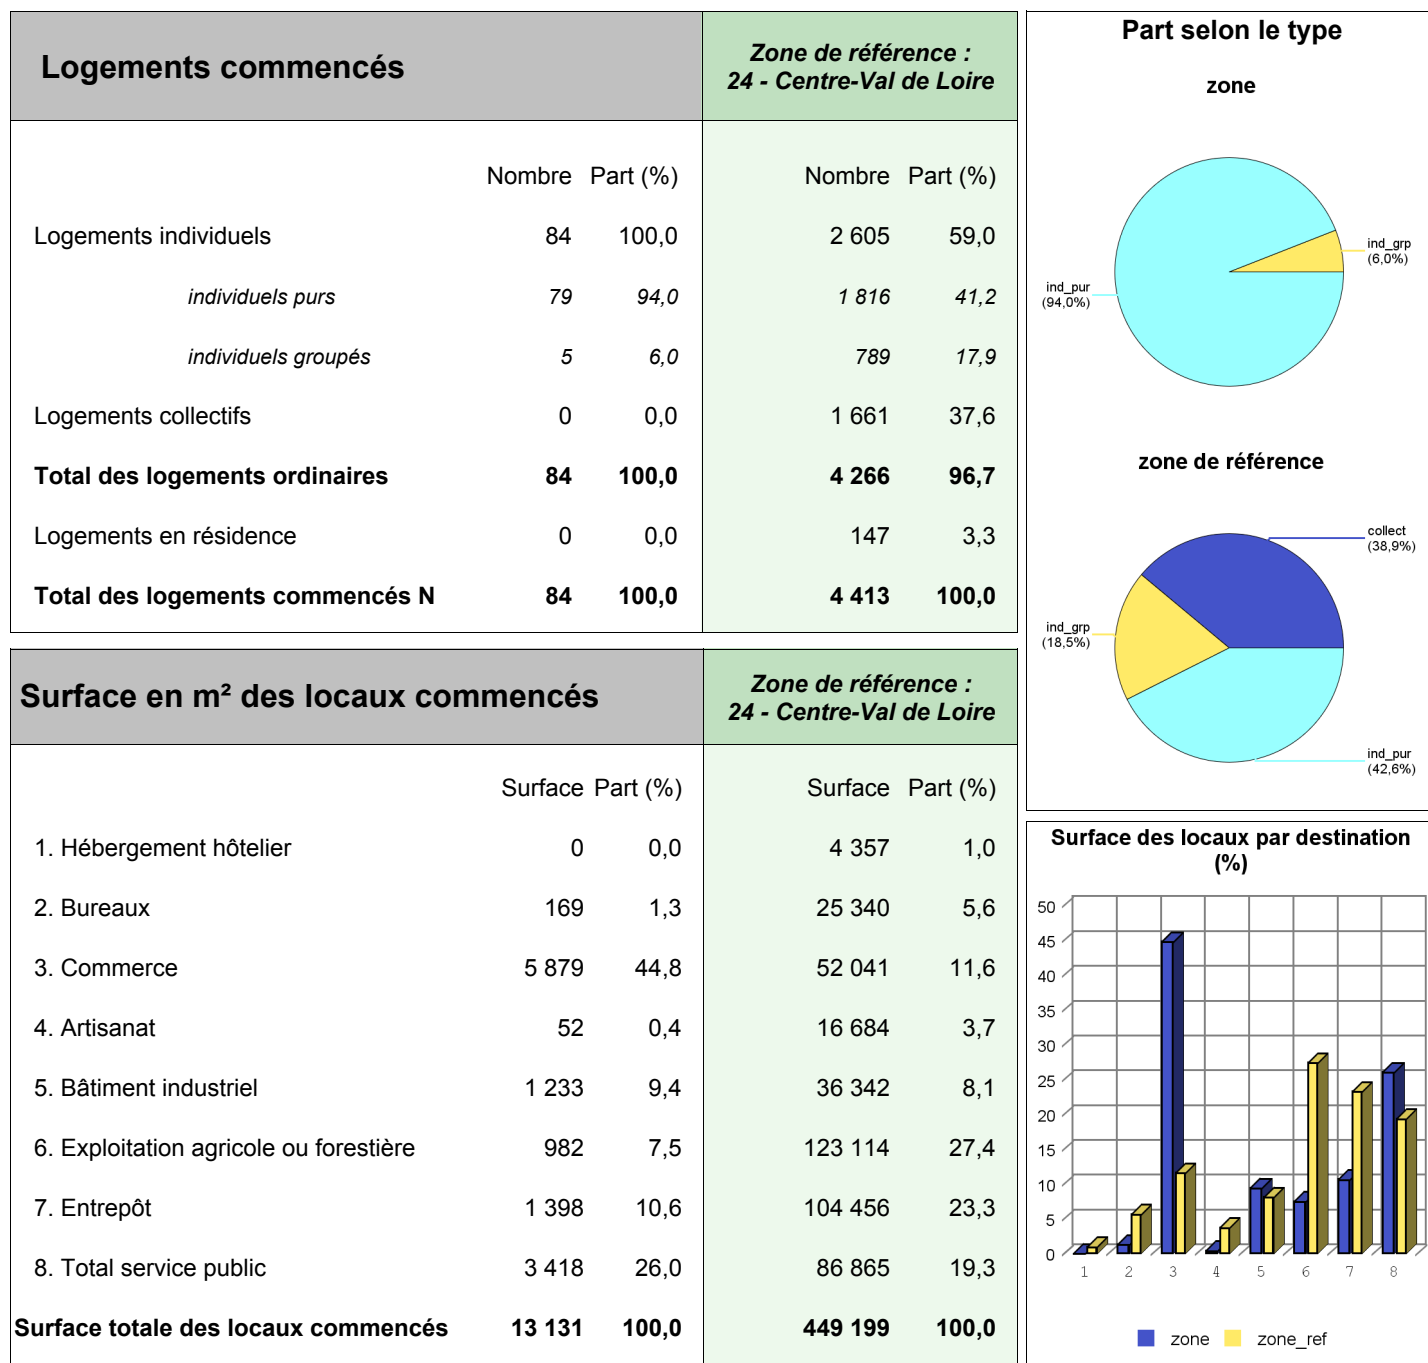 Logements commencés
Zone de référence :
24 - Centre-Val de Loire
Nombre Part (%) Nombre Part (%)
Logements individuels 84 100,0 2 605 59,0
individuels purs 79 94,0 1 816 41,2
individuels groupés 5 6,0 789 17,9
Logements collectifs 0 0,0 1 661 37,6
Total des logements ordinaires 84 100,0 4 266 96,7
Logements en résidence 0 0,0 147 3,3
Total des logements commencés N 84 100,0 4 413 100,0
Surface en m² des locaux commencés
Zone de référence :
24 - Centre-Val de Loire
Surface Part (%) Surface Part (%)
1. Hébergement hôtelier 0 0,0 4 357 1,0
2. Bureaux 169 1,3 25 340 5,6
3. Commerce 5 879 44,8 52 041 11,6
4. Artisanat 52 0,4 16 684 3,7
5. Bâtiment industriel 1 233 9,4 36 342 8,1
6. Exploitation agricole ou forestière 982 7,5 123 114 27,4
7. Entrepôt 1 398 10,6 104 456 23,3
8. Total service public 3 418 26,0 86 865 19,3
Surface totale des locaux commencés 13 131 100,0 449 199 100,0
Part selon le type
zone
ind_grp
(6,0%)
ind_pur
(94,0%)
zone de référence
collect
(38,9%)
ind_grp
(18,5%)
ind_pur
(42,6%)
Surface des locaux par destination
(%)
50
45
40
35
30
25
20
15
10
5
0
1 2 3 4 5 6 7 8
zone zone_ref